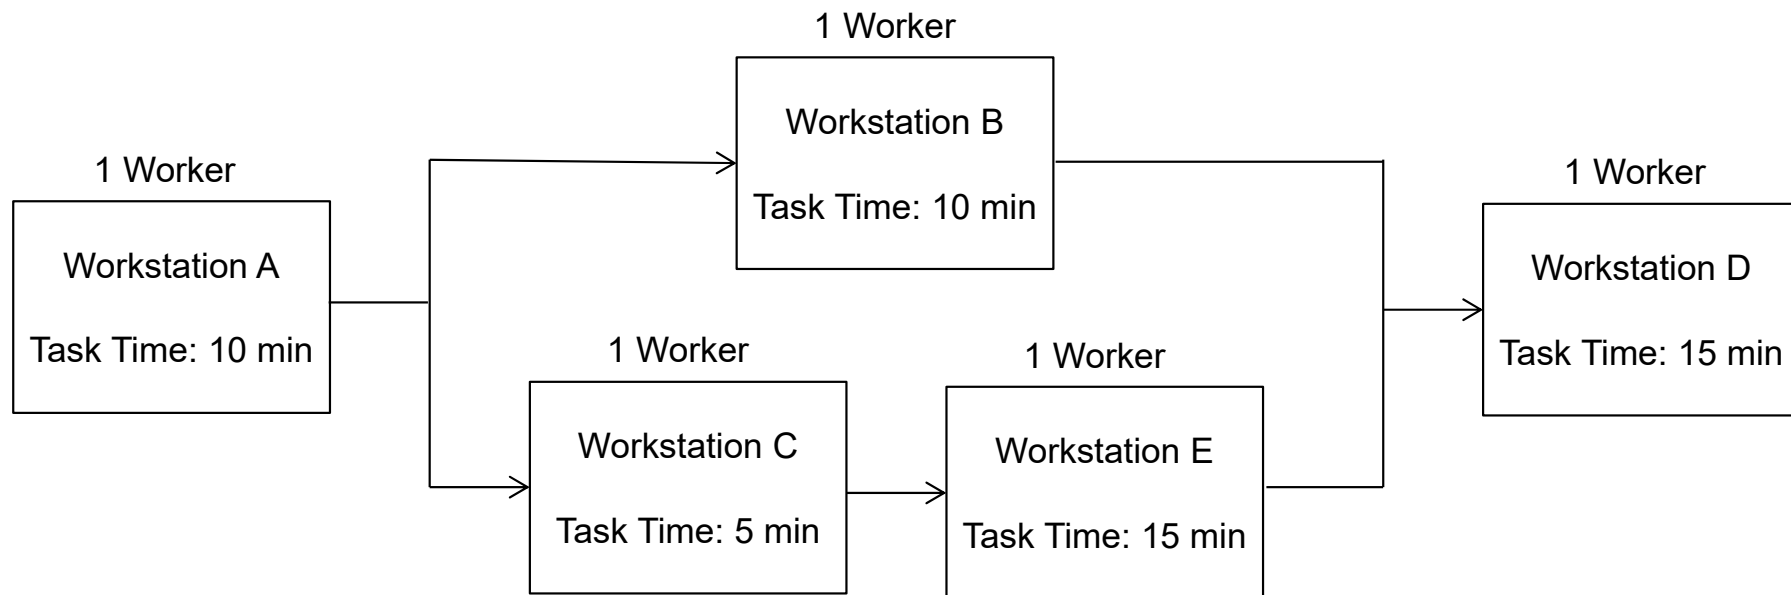 1 Worker
Workstation A
Task Time: 10 min
1 Worker
Workstation B
Task Time: 10 min
1 Worker
Workstation C
Task Time: 5 min
1 Worker
Workstation E
Task Time: 15 min
1 Worker
Workstation D
Task Time: 15 min